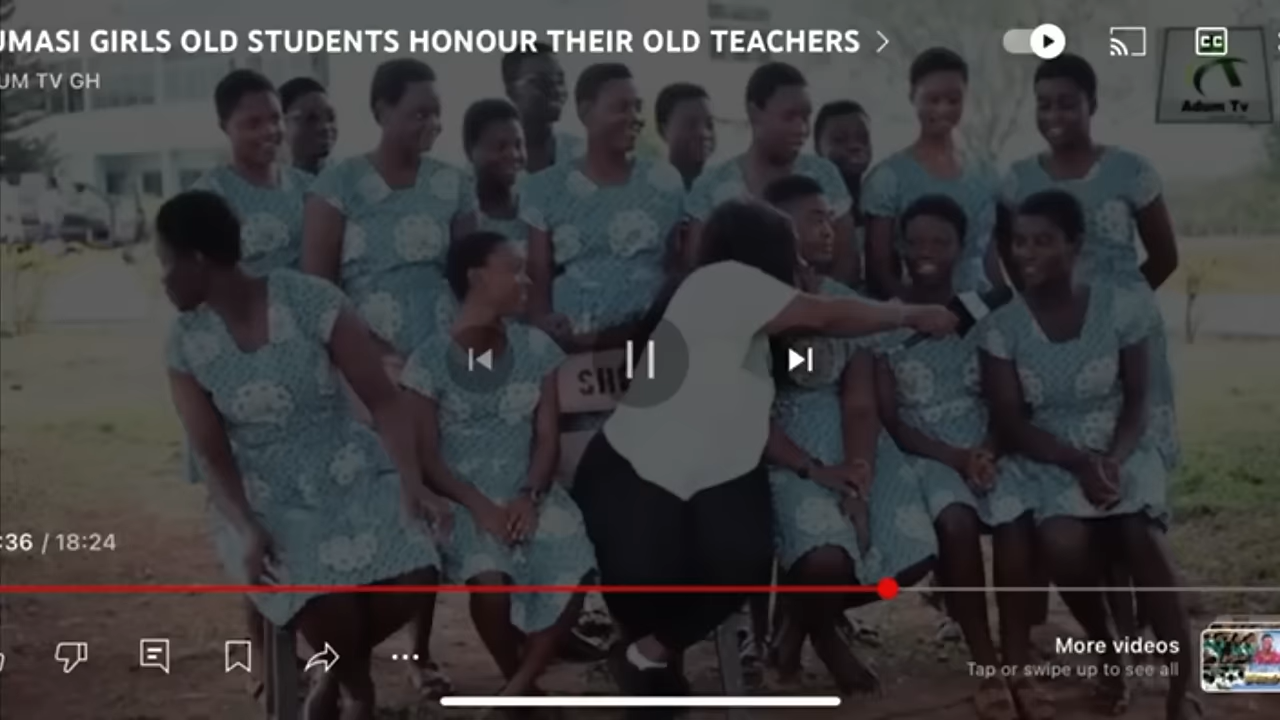 UMASI GIRLS OLD STUDENTS HONOUR THEIR OLD TEACHERS
UM TV GH
CC
Adum Tv
:36 / 18:24
More videos
Tap or swipe up to see all